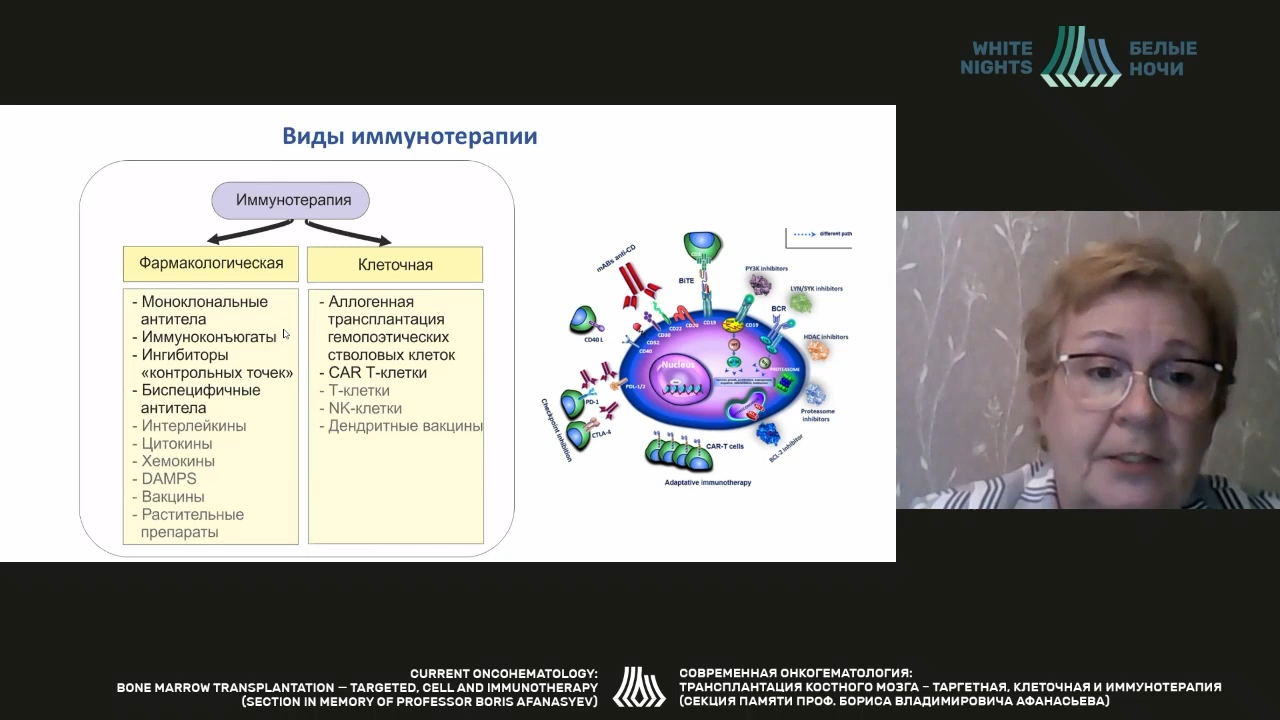 WHITE
NIGHTS
БЕЛЫЕ
НОЧИ
Виды иммунотерапии
Иммунотерапия
Фармакологическая
- Моноклональные
антитела
- Иммуноконъюгаты
- Ингибиторы
«контрольных точек»
- Биспецифичные
антитела
- Интерлейкины
- Цитокины
- Хемокины
- DAMPS
- Вакцины
- Растительные
препараты
Клеточная
- Аллогенная
трансплантация
гемопоэтических
стволовых клеток
- CAR Т-клетки
- Т-клетки
- NK-клетки
- Дендритные вакцины
different path
mABs anti-CD
BiTE
PY3K inhibitors
LYN/SYK inhibitors
BCR
HDAC inhibitors
CD40 L
CD40
CD52
CD30
CD22
CD20
CD19
CD19
Nucleus
PROTEASOME
PDL-1/2
PD-1
CTLA-4
Checkpoint inhibition
Proteasome
inhibitors
BCL-2 inhibitor
CAR-T cells
Adaptative immunotherapy
CURRENT ONCOHEMATOLOGY:
BONE MARROW TRANSPLANTATION – TARGETED, CELL AND IMMUNOTHERAPY
(SECTION IN MEMORY OF PROFESSOR BORIS AFANASYEV)
СОВРЕМЕННАЯ ОНКОГЕМАТОЛОГИЯ:
ТРАНСПЛАНТАЦИЯ КОСТНОГО МОЗГА – ТАРГЕТНАЯ, КЛЕТОЧНАЯ И ИММУНОТЕРАПИЯ
(СЕКЦИЯ ПАМЯТИ ПРОФ. БОРИСА ВЛАДИМИРОВИЧА АФАНАСЬЕВА)